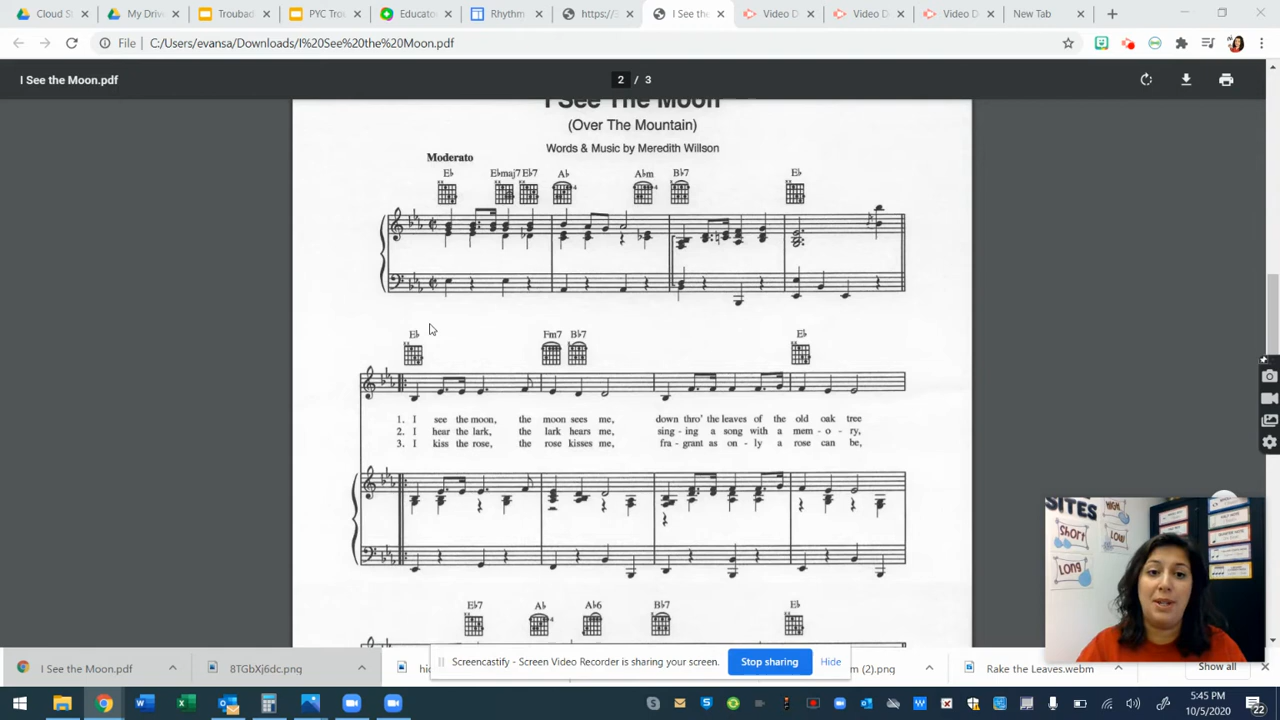 Cloud S
My Driv
Troubad
PYC Tro
Educato
Rhythm
https://
I See the
Video D
Video D
Video D
New Tab
File
C:/Users/evansa/Downloads/I%20See%20the%20Moon.pdf
I See the Moon.pdf
2 / 3
I See The Moon
(Over The Mountain)
Words & Music by Meredith Willson
Moderato
E♭ E♭maj7 E♭7 A♭ A♭m B♭7 E♭
E♭ Fm7 B♭7 E♭
1. I see the moon, the moon sees me, down thro' the leaves of the old oak tree
2. I hear the lark, the lark hears me, sing - ing a song with a mem - o - ry,
3. I kiss the rose, the rose kisses me, fra - grant as on - ly a rose can be,
E♭7 A♭ A♭6 B♭7 E♭
SITES
HIGH
LOW
Short
Long
I See the Moon.pdf
8TGbXj6dc.png
Screencastify - Screen Video Recorder is sharing your screen.
Stop sharing
Hide
m (2).png
Rake the Leaves.webm
Show all
5:45 PM
10/5/2020
22